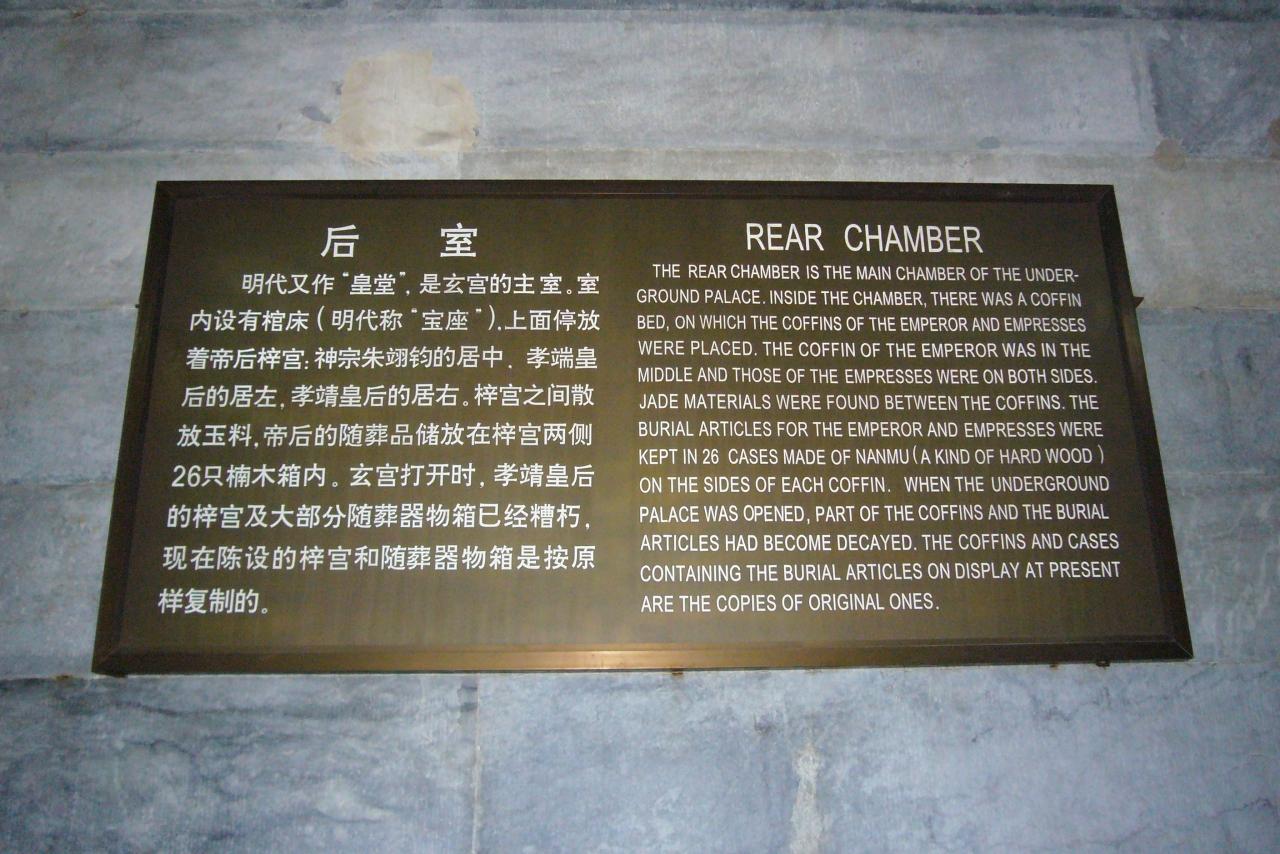 后 室
明代又作“皇堂”，是玄宫的主室。室
内设有棺床（明代称“宝座”），上面停放
着帝后梓宫：神宗朱翊钧的居中，孝端皇
后的居左，孝靖皇后的居右。梓宫之间散
放玉料，帝后的随葬品储放在梓宫两侧
26只楠木箱内。玄宫打开时，孝靖皇后
的梓宫及大部分随葬器物箱已经糟朽，
现在陈设的梓宫和随葬器物箱是按原
样复制的。
REAR CHAMBER
THE REAR CHAMBER IS THE MAIN CHAMBER OF THE UNDER-
GROUND PALACE. INSIDE THE CHAMBER, THERE WAS A COFFIN
BED, ON WHICH THE COFFINS OF THE EMPEROR AND EMPRESSES
WERE PLACED. THE COFFIN OF THE EMPEROR WAS IN THE
MIDDLE AND THOSE OF THE EMPRESSES WERE ON BOTH SIDES.
JADE MATERIALS WERE FOUND BETWEEN THE COFFINS. THE
BURIAL ARTICLES FOR THE EMPEROR AND EMPRESSES WERE
KEPT IN 26 CASES MADE OF NANMU (A KIND OF HARD WOOD )
ON THE SIDES OF EACH COFFIN. WHEN THE UNDERGROUND
PALACE WAS OPENED, PART OF THE COFFINS AND THE BURIAL
ARTICLES HAD BECOME DECAYED. THE COFFINS AND CASES
CONTAINING THE BURIAL ARTICLES ON DISPLAY AT PRESENT
ARE THE COPIES OF ORIGINAL ONES.